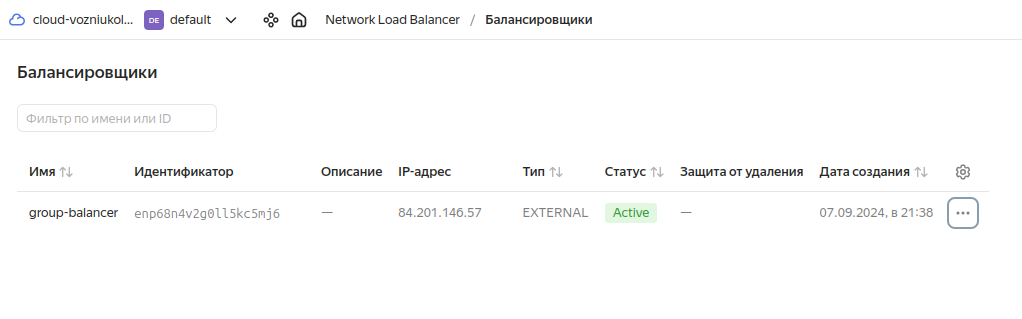 cloud-vozniukol... DE default Network Load Balancer / Балансировщики
Балансировщики
Фильтр по имени или ID
Имя Идентификатор Описание IP-адрес Тип Статус Защита от удаления Дата создания
group-balancer enp68n4v2g0ll5kc5mj6 — 84.201.146.57 EXTERNAL Active — 07.09.2024, в 21:38